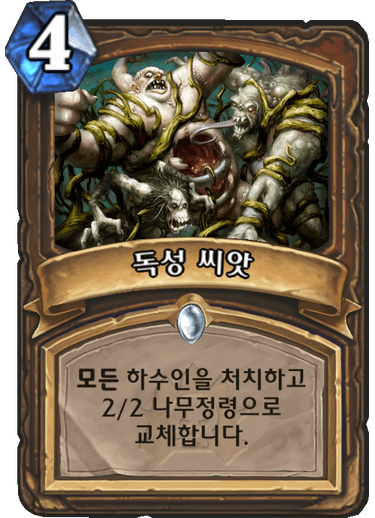 4
독성 씨앗
모든 하수인을 처치하고
2/2 나무정령으로
교체합니다.